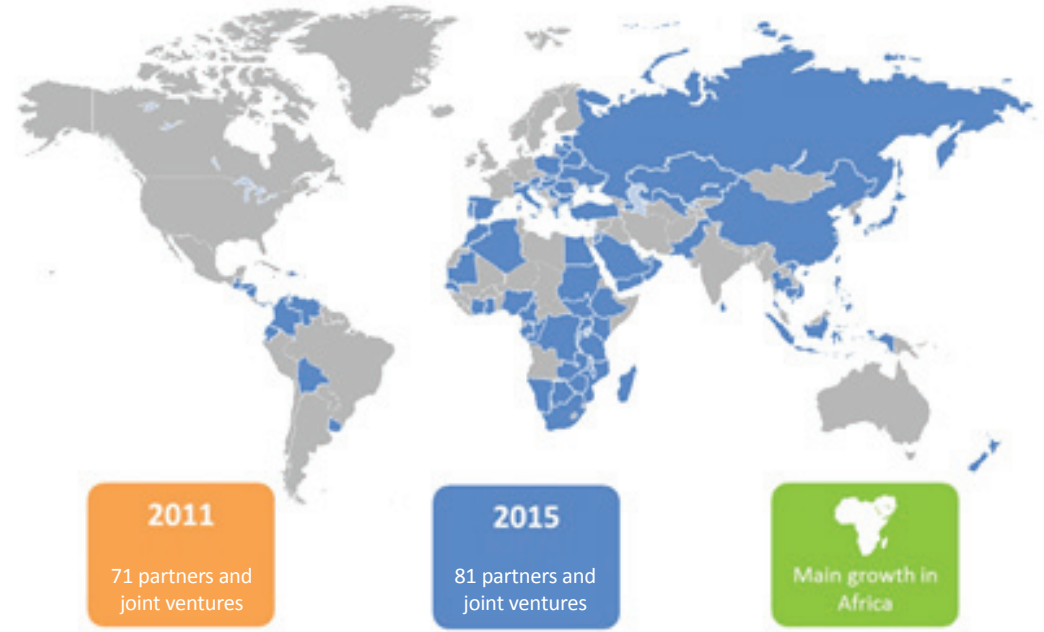 2011
71 partners and
joint ventures
2015
81 partners and
joint ventures
Main growth in
Africa